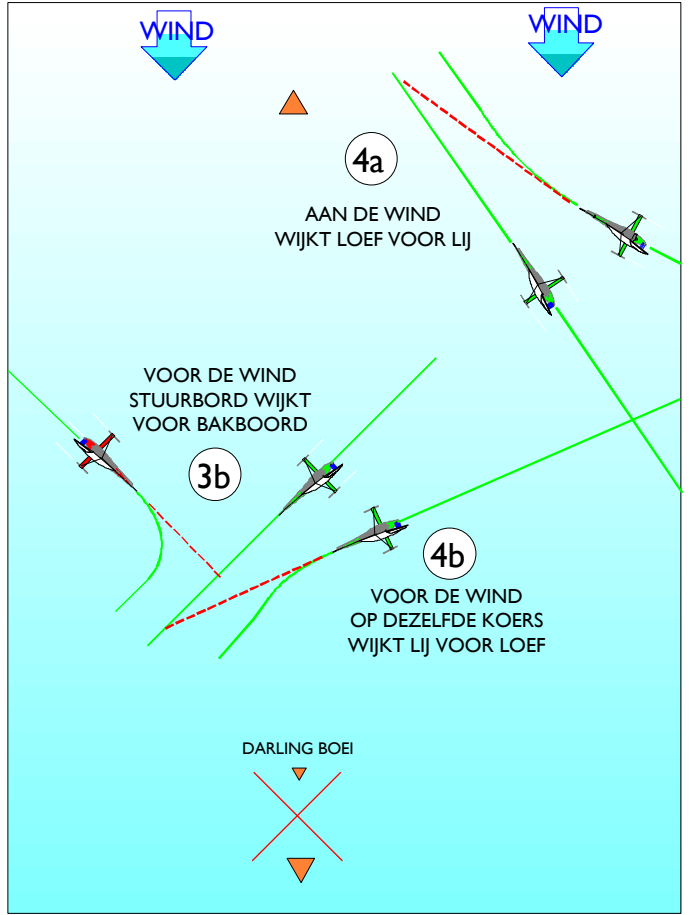 WIND
WIND
4a
AAN DE WIND
WIJKT LOEF VOOR LIJ
VOOR DE WIND
STUURBORD WIJKT
VOOR BAKBOORD
3b
4b
VOOR DE WIND
OP DEZELFDE KOERS
WIJKT LIJ VOOR LOEF
DARLING BOEI